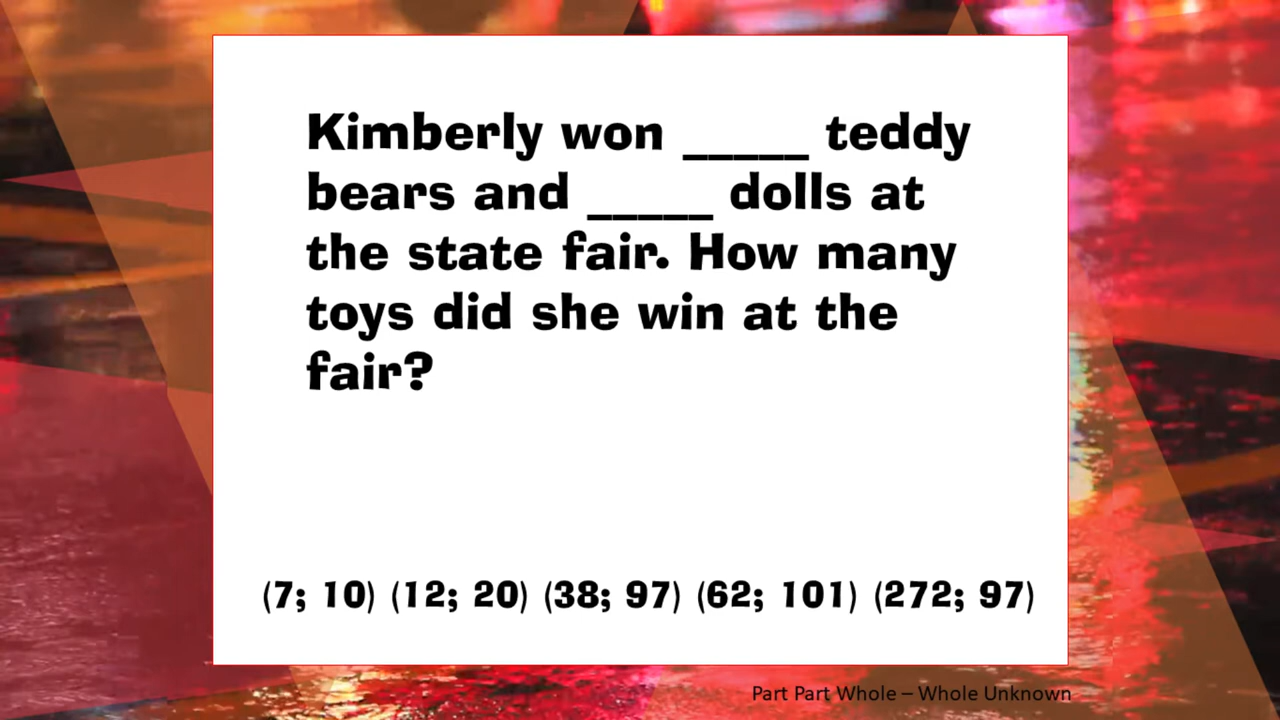 Kimberly won _____ teddy
bears and _____ dolls at
the state fair. How many
toys did she win at the
fair?
(7; 10) (12; 20) (38; 97) (62; 101) (272; 97)
Part Part Whole – Whole Unknown